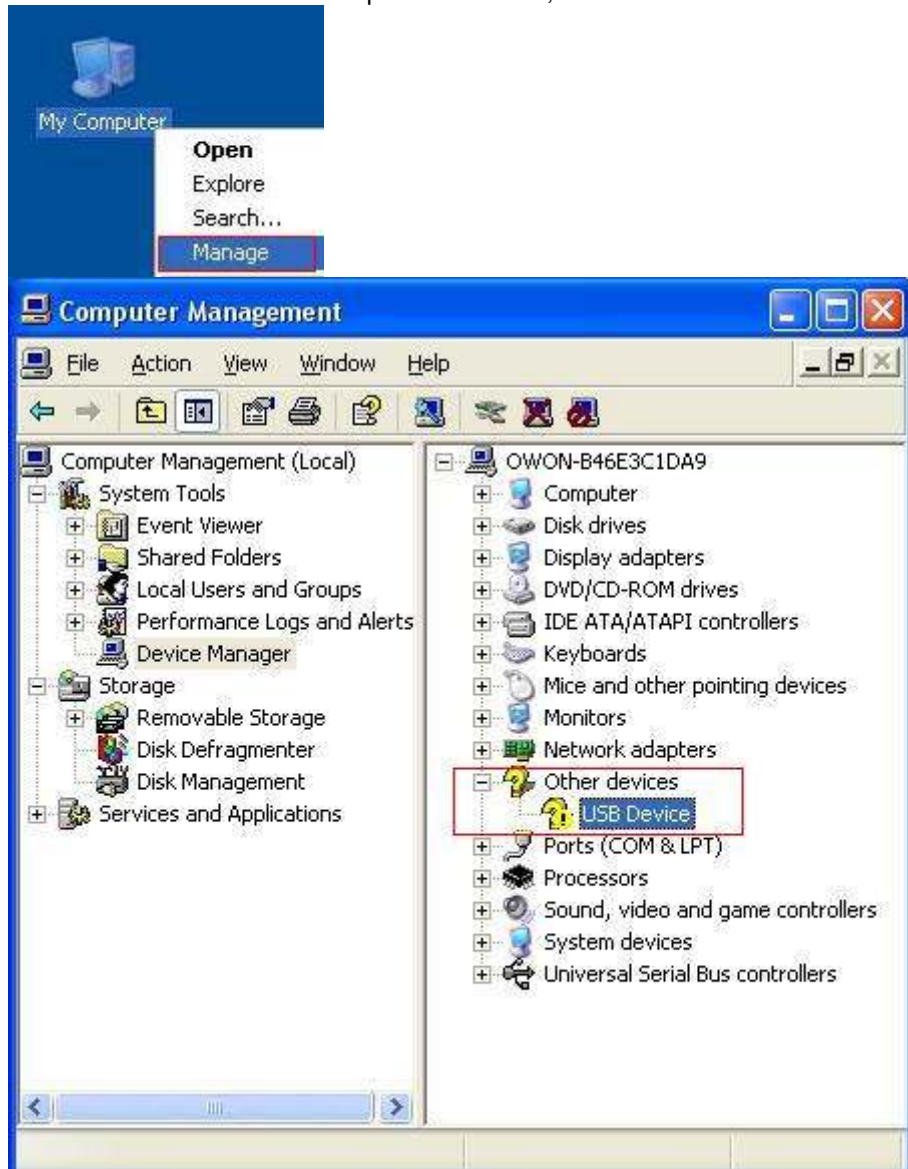 My Computer
Open
Explore
Search...
Manage
Computer Management
File Action View Window Help
Computer Management (Local)
System Tools
Event Viewer
Shared Folders
Local Users and Groups
Performance Logs and Alerts
Device Manager
Storage
Removable Storage
Disk Defragmenter
Disk Management
Services and Applications
OWON-B46E3C1DA9
Computer
Disk drives
Display adapters
DVD/CD-ROM drives
IDE ATA/ATAPI controllers
Keyboards
Mice and other pointing devices
Monitors
Network adapters
Other devices
USB Device
Ports (COM & LPT)
Processors
Sound, video and game controllers
System devices
Universal Serial Bus controllers